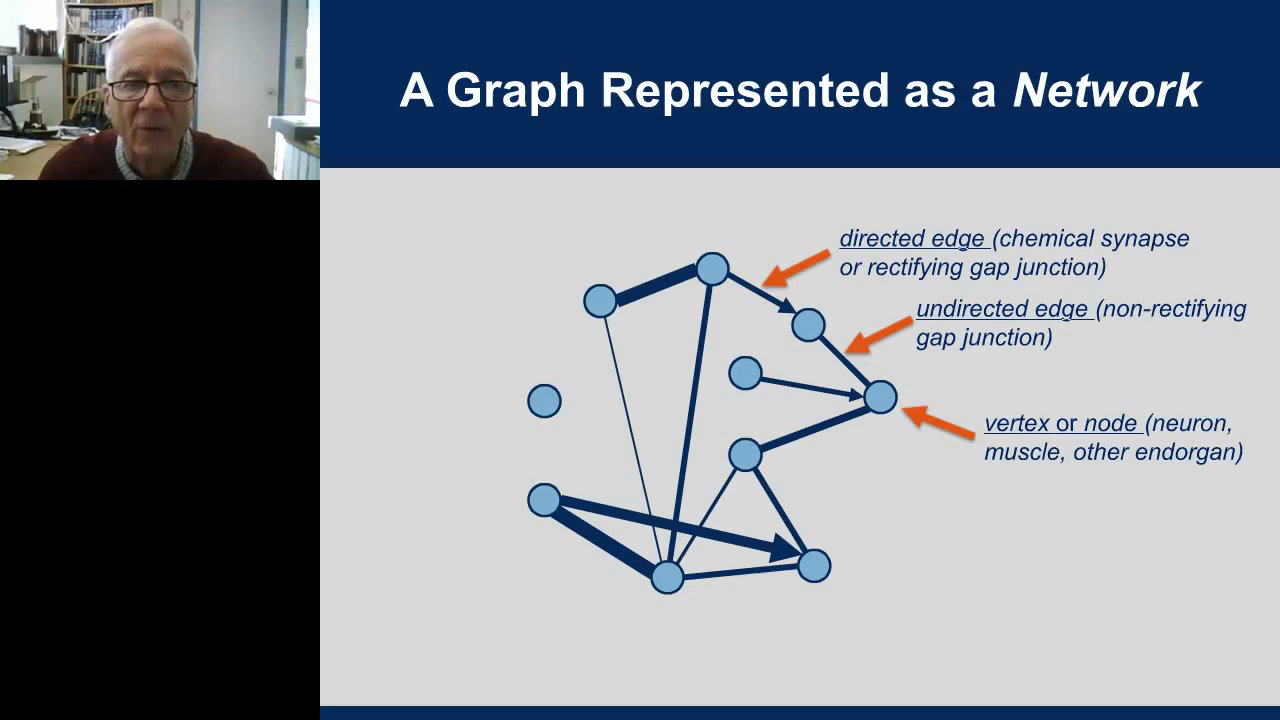 A Graph Represented as a Network
directed edge (chemical synapse
or rectifying gap junction)
undirected edge (non-rectifying
gap junction)
vertex or node (neuron,
muscle, other endorgan)